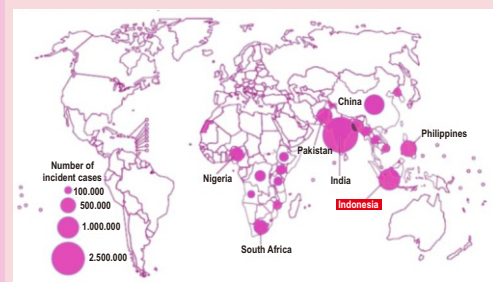 China
Philippines
Pakistan
Nigeria
India
Indonesia
South Africa
Number of
incident cases
100.000
500.000
1.000.000
2.500.000